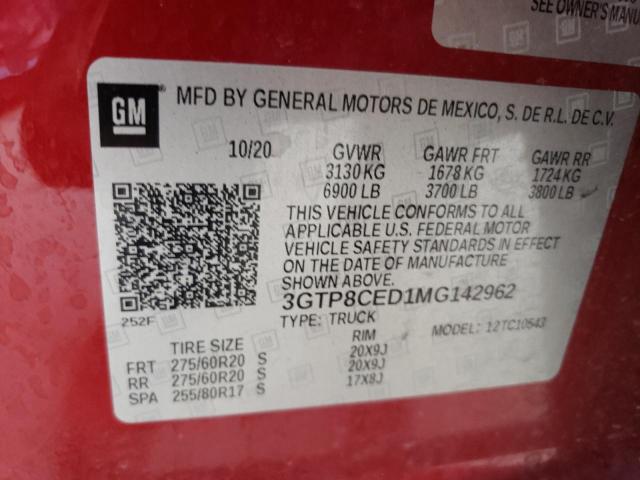 SEE OWNER'S MANU
GM
MFD BY GENERAL MOTORS DE MEXICO, S. DE R.L. DE C.V.
10/20 GVWR GAWR FRT GAWR RR
3130 KG 1678 KG 1724 KG
6900 LB 3700 LB 3800 LB
THIS VEHICLE CONFORMS TO ALL
APPLICABLE U.S. FEDERAL MOTOR
VEHICLE SAFETY STANDARDS IN EFFECT
ON THE DATE OF MANUFACTURE
SHOWN ABOVE.
3GTP8CED1MG142962
252F
TYPE: TRUCK MODEL: 12TC10543
TIRE SIZE RIM
FRT 275/60R20 S 20X9J
RR 275/60R20 S 20X9J
SPA 255/80R17 S 17X8J